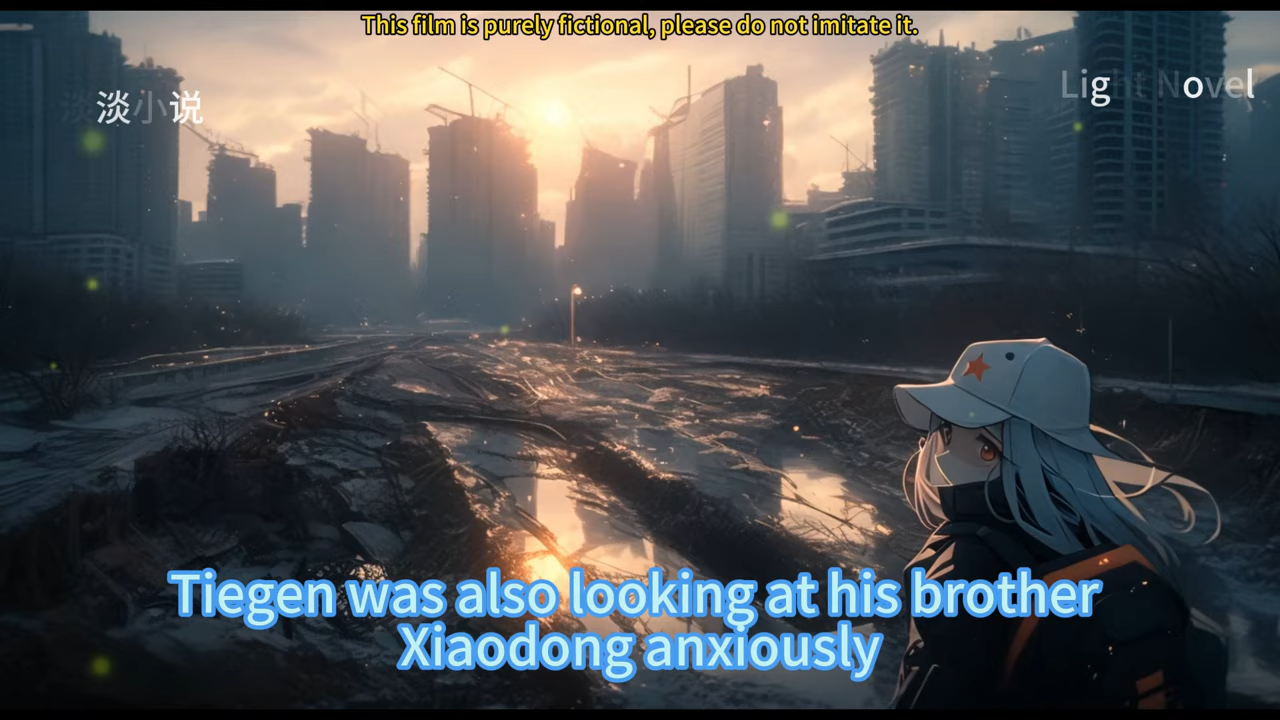 This film is purely fictional, please do not imitate it.
淡淡小说
Light Novel
Tiegen was also looking at his brother
Xiaodong anxiously